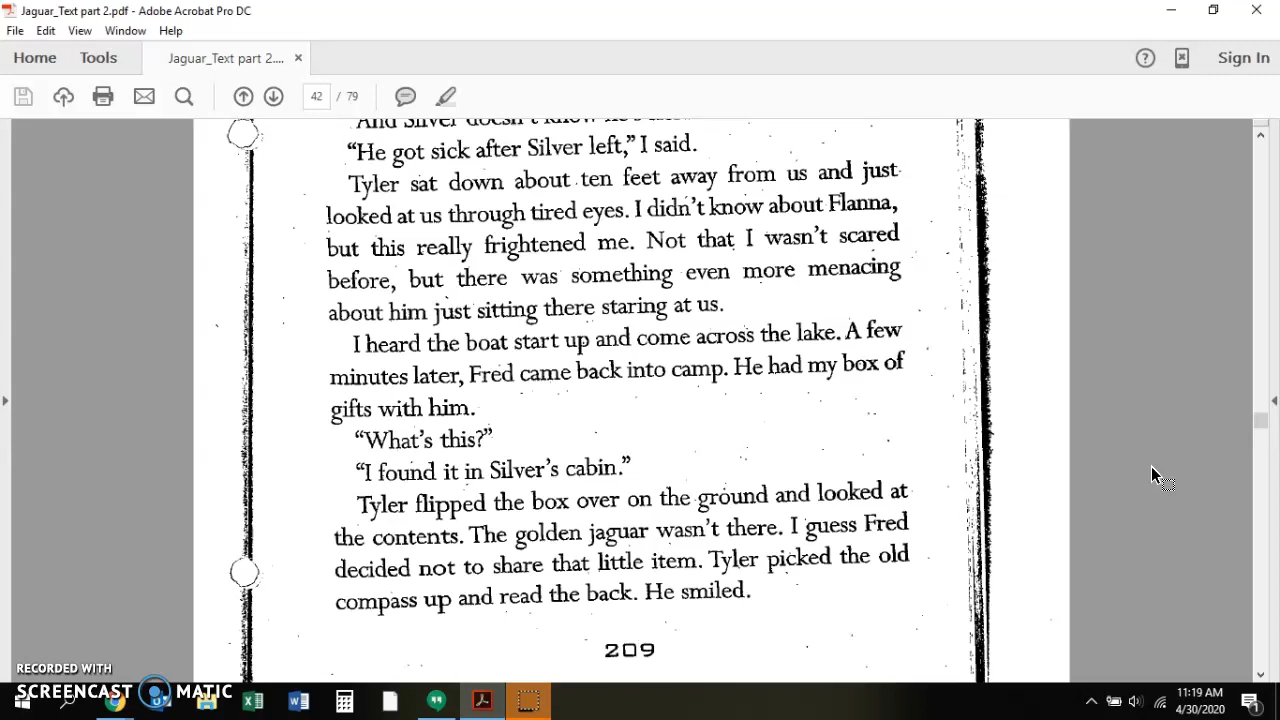 Jaguar_Text part 2.pdf - Adobe Acrobat Pro DC
File Edit View Window Help
Home Tools Jaguar_Text part 2.... × Sign In
42 / 79
"And Silver doesn't know
"He got sick after Silver left," I said.
Tyler sat down about ten feet away from us and just
looked at us through tired eyes. I didn't know about Flanna,
but this really frightened me. Not that I wasn't scared
before, but there was something even more menacing
about him just sitting there staring at us.
I heard the boat start up and come across the lake. A few
minutes later, Fred came back into camp. He had my box of
gifts with him.
"What's this?"
"I found it in Silver's cabin."
Tyler flipped the box over on the ground and looked at
the contents. The golden jaguar wasn't there. I guess Fred
decided not to share that little item. Tyler picked the old
compass up and read the back. He smiled.
209
RECORDED WITH
SCREENCAST MATIC
11:19 AM
4/30/2020